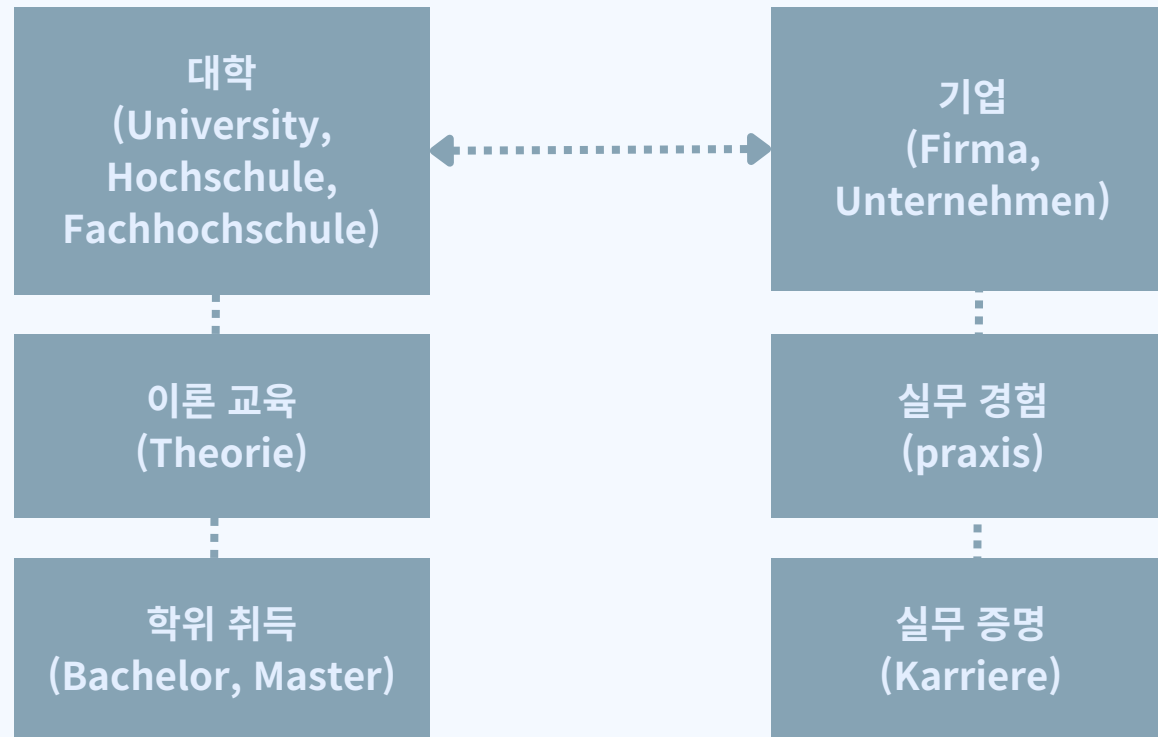 대학
(University,
Hochschule,
Fachhochschule)
기업
(Firma,
Unternehmen)
이론 교육
(Theorie)
실무 경험
(praxis)
학위 취득
(Bachelor, Master)
실무 증명
(Karriere)